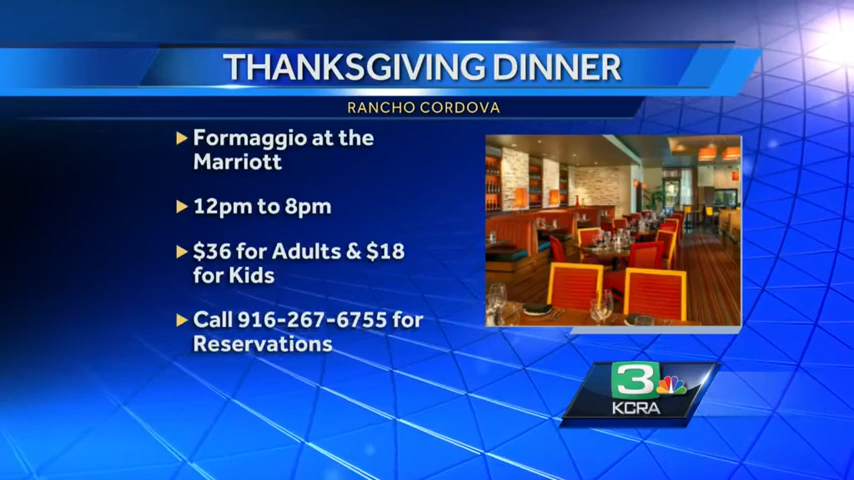 THANKSGIVING DINNER
RANCHO CORDOVA
Formaggio at the
Marriott
12pm to 8pm
$36 for Adults & $18
for Kids
Call 916-267-6755 for
Reservations
3
KCRA